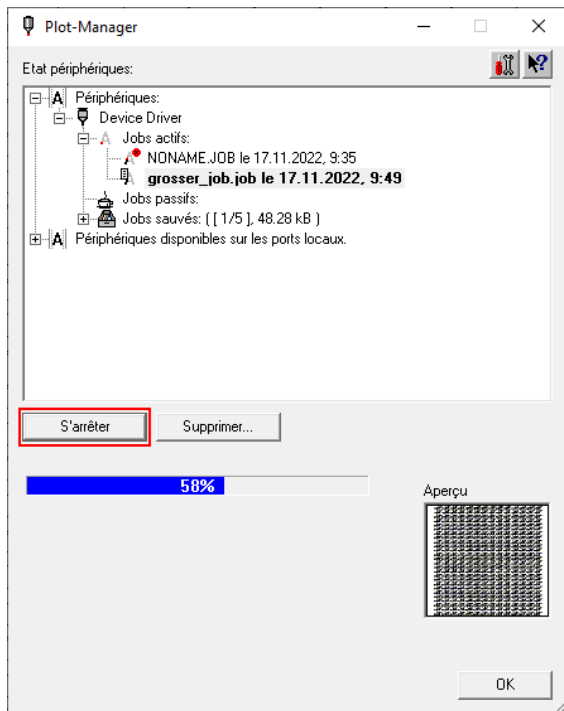 Plot-Manager
Etat périphériques:
Périphériques:
Device Driver
Jobs actifs:
NONAME.JOB le 17.11.2022, 9:35
grosser_job.job le 17.11.2022, 9:49
Jobs passifs:
Jobs sauvés: ( [ 1/5 ], 48.28 kB )
Périphériques disponibles sur les ports locaux.
S'arrêter
Supprimer...
58%
Aperçu
OK